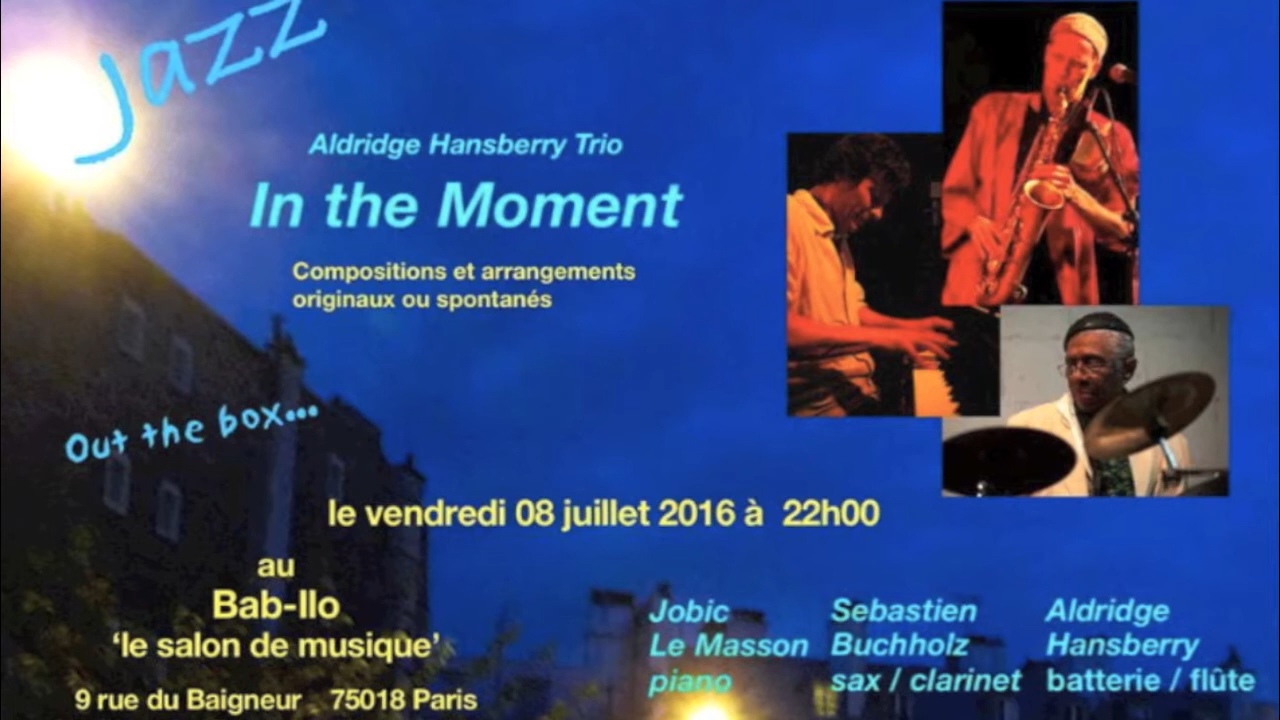 Jazz
Aldridge Hansberry Trio
In the Moment
Compositions et arrangements
originaux ou spontanés
Out the box...
le vendredi 08 juillet 2016 à 22h00
au
Bab-Ilo
‘le salon de musique’
9 rue du Baigneur 75018 Paris
Jobic
Le Masson
piano
Sebastien
Buchholz
sax / clarinet
Aldridge
Hansberry
batterie / flûte